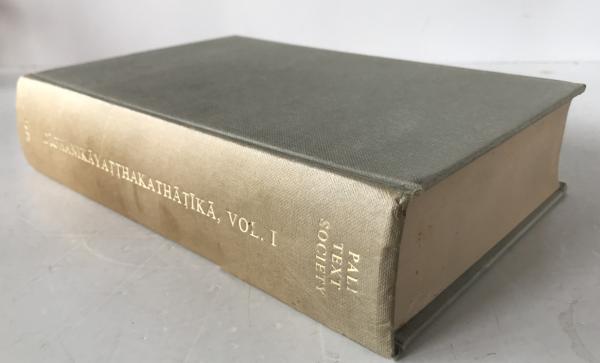 DĪGHANIKĀYAṬṬHAKATHĀṬĪKĀ, VOL. I
PALI
TEXT
SOCIETY